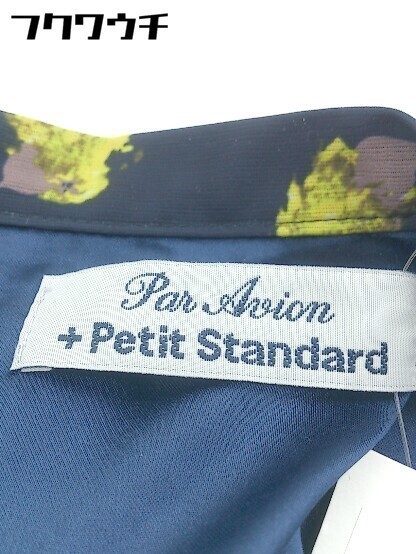 フクワウチ
Par Avion
+ Petit Standard